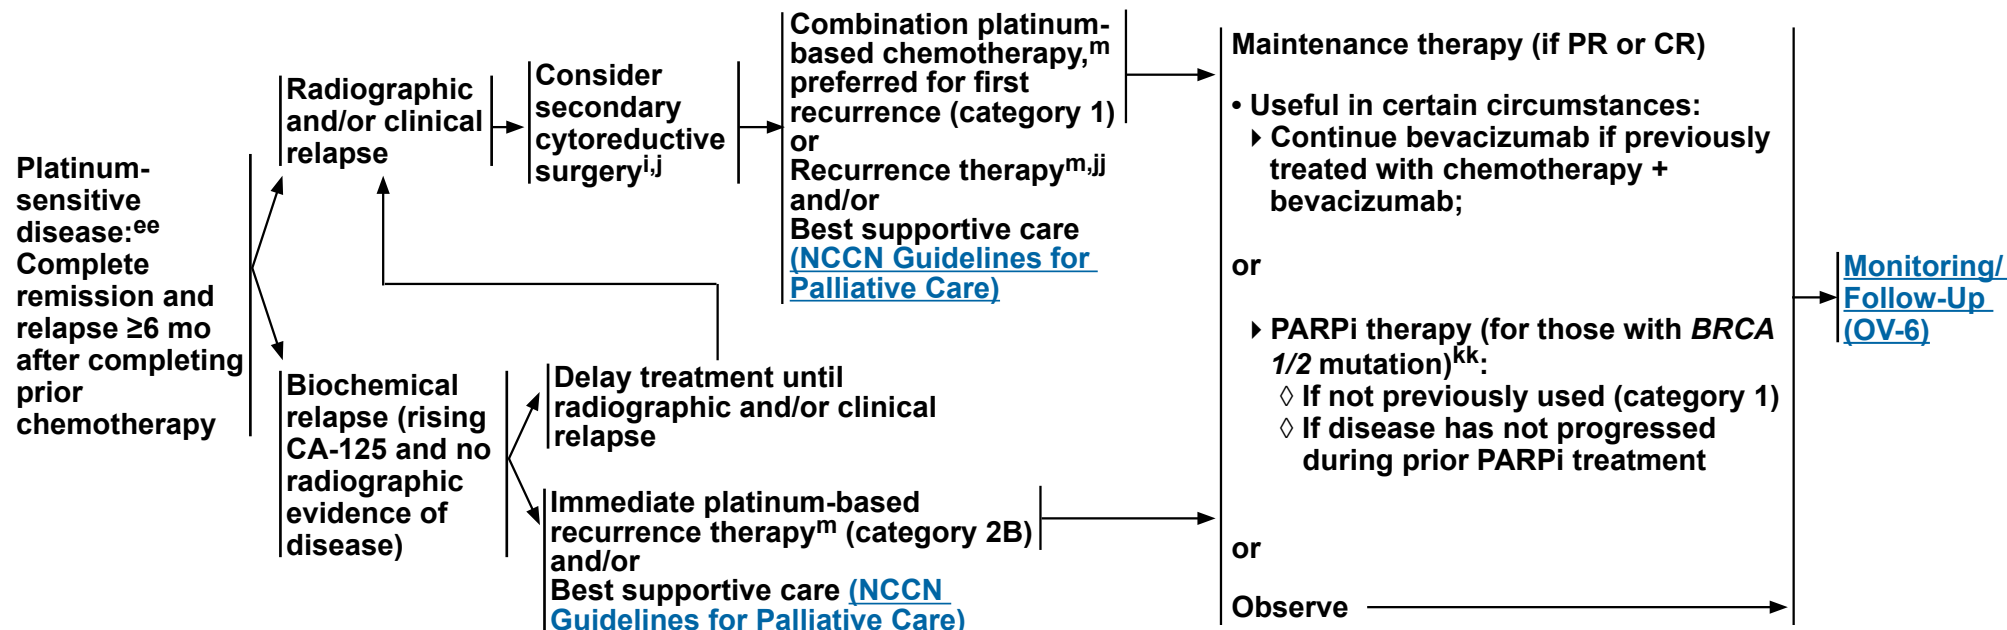 Platinum-
sensitive
disease:ee
Complete
remission and
relapse ≥6 mo
after completing
prior
chemotherapy
Radiographic
and/or clinical
relapse
Consider
secondary
cytoreductive
surgeryi,j
Combination platinum-
based chemotherapy,m
preferred for first
recurrence (category 1)
or
Recurrence therapym,jj
and/or
Best supportive care
(NCCN Guidelines for
Palliative Care)
Biochemical
relapse (rising
CA-125 and no
radiographic
evidence of
disease)
Delay treatment until
radiographic and/or clinical
relapse
Immediate platinum-based
recurrence therapym (category 2B)
and/or
Best supportive care (NCCN
Guidelines for Palliative Care)
Maintenance therapy (if PR or CR)
• Useful in certain circumstances:
▸ Continue bevacizumab if previously
treated with chemotherapy +
bevacizumab;
or
▸ PARPi therapy (for those with BRCA
1/2 mutation)kk:
◊ If not previously used (category 1)
◊ If disease has not progressed
during prior PARPi treatment
or
Observe
Monitoring/
Follow-Up
(OV-6)